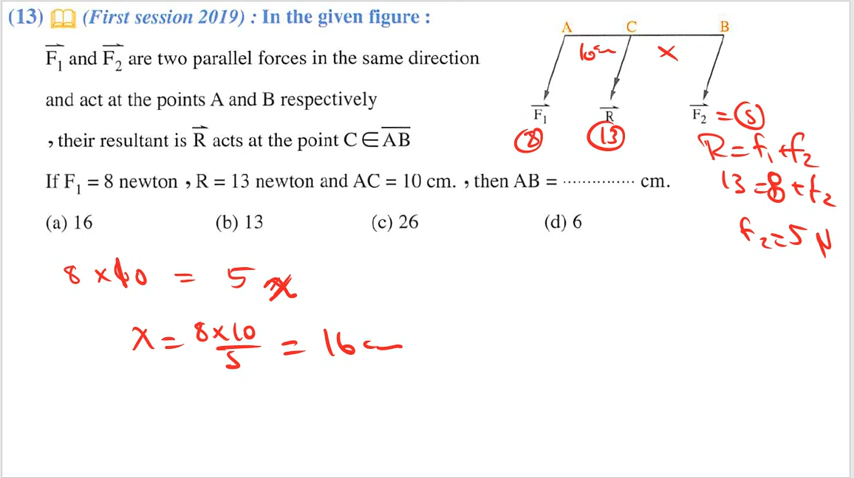 (13) (First session 2019) : In the given figure :
F₁ and F₂ are two parallel forces in the same direction
and act at the points A and B respectively
, their resultant is R acts at the point C ∈ AB
If F₁ = 8 newton , R = 13 newton and AC = 10 cm. , then AB = .............. cm.
(a) 16 (b) 13 (c) 26 (d) 6
A C B
10cm x
F₁ R F₂ = 5
8 13
R = f₁ + f₂
13 = 8 + f₂
f₂ = 5 N
8 × 10 = 5 x
x = 8×10/5 = 16 cm